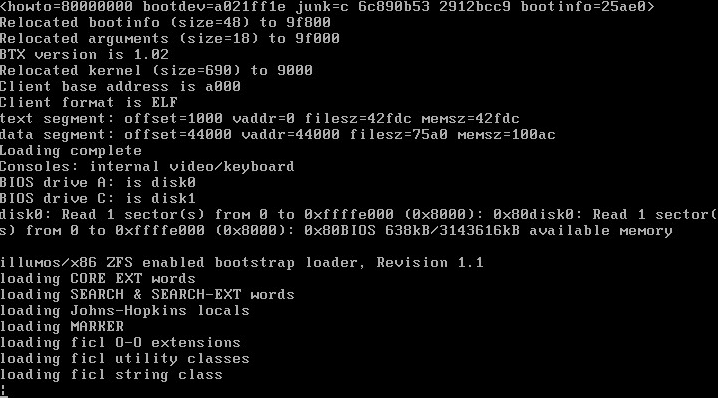 <howto=80000000 bootdev=a021ff1e junk=c 6c890b53 2912bcc9 bootinfo=25ae0>
Relocated bootinfo (size=48) to 9f800
Relocated arguments (size=18) to 9f000
BTX version is 1.02
Relocated kernel (size=690) to 9000
Client base address is a000
Client format is ELF
text segment: offset=1000 vaddr=0 filesz=42fdc memsz=42fdc
data segment: offset=44000 vaddr=44000 filesz=75a0 memsz=100ac
Loading complete
Consoles: internal video/keyboard
BIOS drive A: is disk0
BIOS drive C: is disk1
disk0: Read 1 sector(s) from 0 to 0xffffe000 (0x8000): 0x80disk0: Read 1 sector(
s) from 0 to 0xffffe000 (0x8000): 0x80BIOS 638kB/3143616kB available memory
illumos/x86 ZFS enabled bootstrap loader, Revision 1.1
loading CORE EXT words
loading SEARCH & SEARCH-EXT words
loading Johns-Hopkins locals
loading MARKER
loading ficl O-O extensions
loading ficl utility classes
loading ficl string class
¦